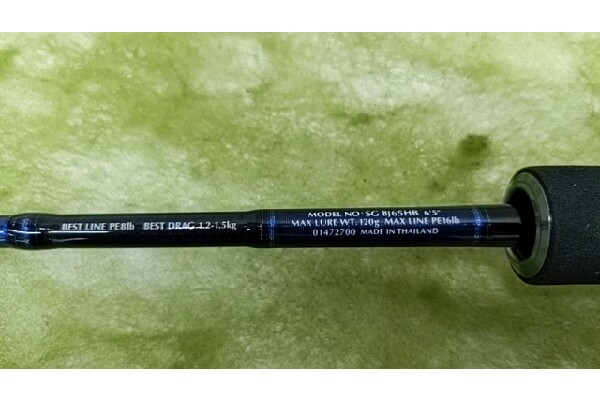 BEST LINE PE8lb BEST DRAG 1.2-1.5kg
MODEL NO: SG BJ65HB 6'5"
MAX LURE WT. 120g MAX LINE PE16lb
01472700 MADE IN THAILAND